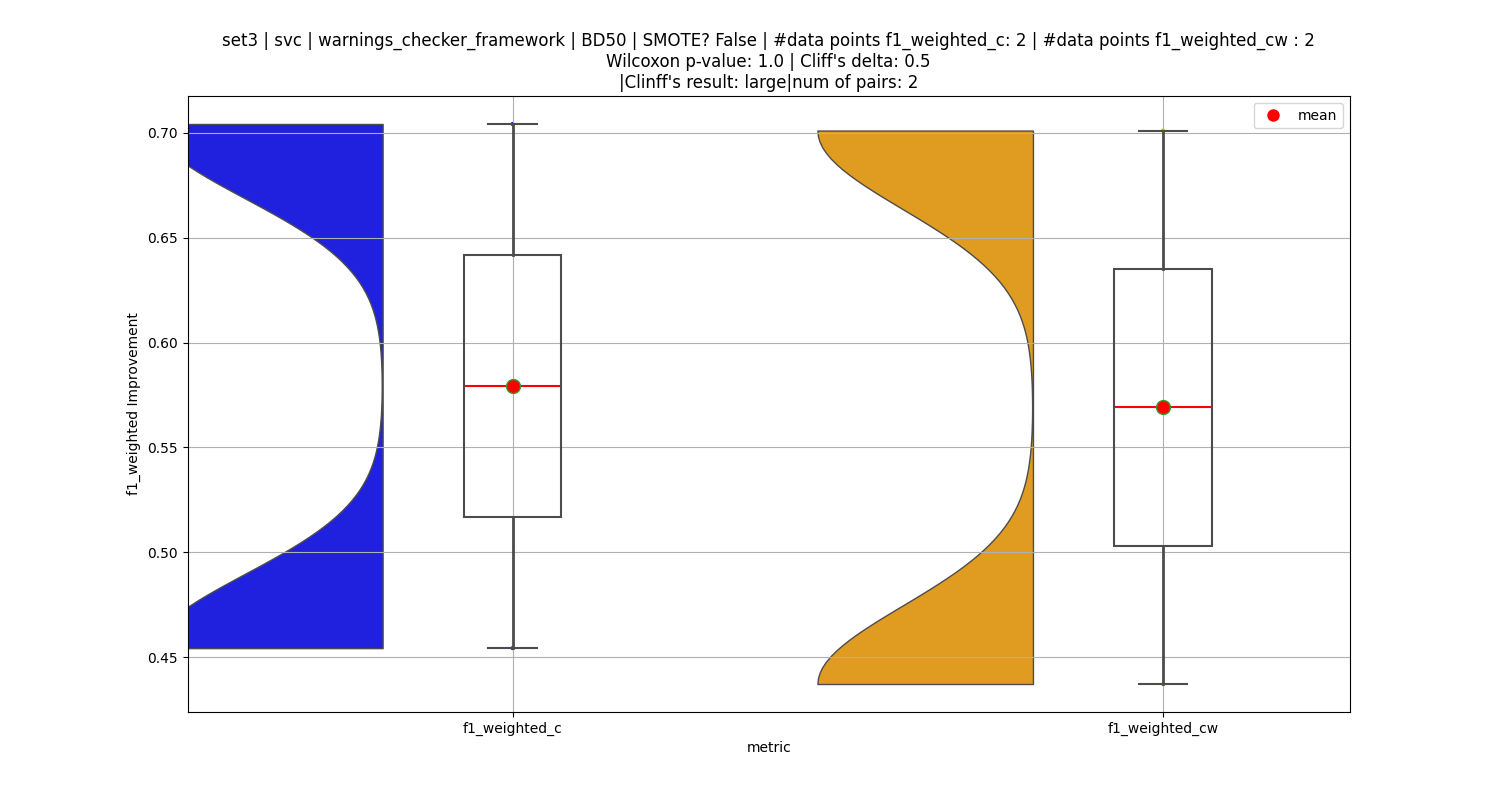 set3 | svc | warnings_checker_framework | BD50 | SMOTE? False | #data points f1_weighted_c: 2 | #data points f1_weighted_cw : 2
Wilcoxon p-value: 1.0 | Cliff's delta: 0.5
|Clinff's result: large|num of pairs: 2
mean
0.70
0.65
0.60
0.55
0.50
0.45
f1_weighted Improvement
f1_weighted_c
f1_weighted_cw
metric